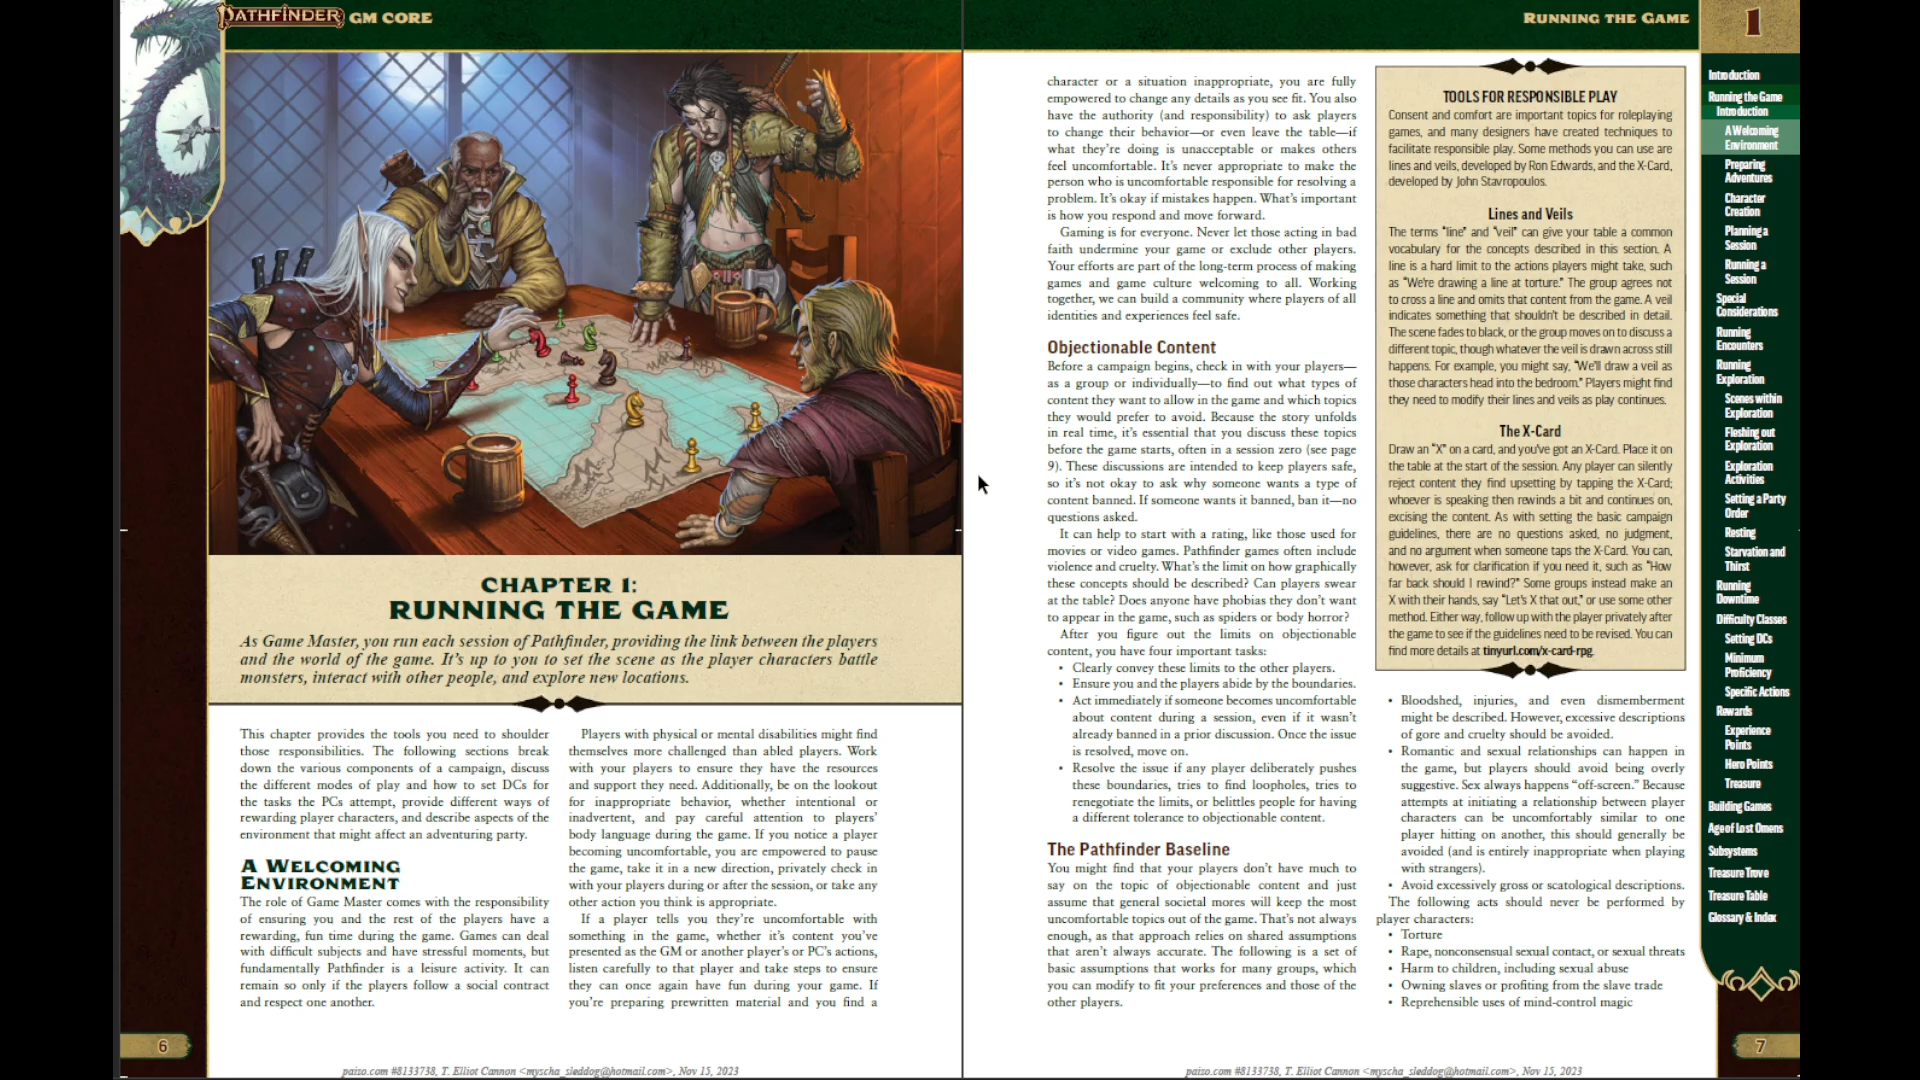 PATHFINDER GM CORE
CHAPTER 1:
RUNNING THE GAME
As Game Master, you run each session of Pathfinder, providing the link between the players
and the world of the game. It's up to you to set the scene as the player characters battle
monsters, interact with other people, and explore new locations.
This chapter provides the tools you need to shoulder
those responsibilities. The following sections break
down the various components of a campaign, discuss
the different modes of play and how to set DCs for
the tasks the PCs attempt, provide different ways of
rewarding player characters, and describe aspects of the
environment that might affect an adventuring party.
A WELCOMING
ENVIRONMENT
The role of Game Master comes with the responsibility
of ensuring you and the rest of the players have a
rewarding, fun time during the game. Games can deal
with difficult subjects and have stressful moments, but
fundamentally Pathfinder is a leisure activity. It can
remain so only if the players follow a social contract
and respect one another.
Players with physical or mental disabilities might find
themselves more challenged than abled players. Work
with your players to ensure they have the resources
and support they need. Additionally, be on the lookout
for inappropriate behavior, whether intentional or
inadvertent, and pay careful attention to players'
body language during the game. If you notice a player
becoming uncomfortable, you are empowered to pause
the game, take it in a new direction, privately check in
with your players during or after the session, or take any
other action you think is appropriate.
If a player tells you they're uncomfortable with
something in the game, whether it's content you've
presented as the GM or another player's or PC's actions,
listen carefully to that player and take steps to ensure
they can once again have fun during your game. If
you're preparing prewritten material and you find a
6
paizo.com #8133738, T. Elliot Cannon <myscha_sleddog@hotmail.com>, Nov 15, 2023
RUNNING THE GAME
1
character or a situation inappropriate, you are fully
empowered to change any details as you see fit. You also
have the authority (and responsibility) to ask players
to change their behavior—or even leave the table—if
what they're doing is unacceptable or makes others
feel uncomfortable. It's never appropriate to make the
person who is uncomfortable responsible for resolving a
problem. It's okay if mistakes happen. What's important
is how you respond and move forward.
Gaming is for everyone. Never let those acting in bad
faith undermine your game or exclude other players.
Your efforts are part of the long-term process of making
games and game culture welcoming to all. Working
together, we can build a community where players of all
identities and experiences feel safe.
Objectionable Content
Before a campaign begins, check in with your players—
as a group or individually—to find out what types of
content they want to allow in the game and which topics
they would prefer to avoid. Because the story unfolds
in real time, it's essential that you discuss these topics
before the game starts, often in a session zero (see page
9). These discussions are intended to keep players safe,
so it's not okay to ask why someone wants a type of
content banned. If someone wants it banned, ban it—no
questions asked.
It can help to start with a rating, like those used for
movies or video games. Pathfinder games often include
violence and cruelty. What's the limit on how graphically
these concepts should be described? Can players swear
at the table? Does anyone have phobias they don't want
to appear in the game, such as spiders or body horror?
After you figure out the limits on objectionable
content, you have four important tasks:
• Clearly convey these limits to the other players.
• Ensure you and the players abide by the boundaries.
• Act immediately if someone becomes uncomfortable
about content during a session, even if it wasn't
already banned in a prior discussion. Once the issue
is resolved, move on.
• Resolve the issue if any player deliberately pushes
these boundaries, tries to find loopholes, tries to
renegotiate the limits, or belittles people for having
a different tolerance to objectionable content.
The Pathfinder Baseline
You might find that your players don't have much to
say on the topic of objectionable content and just
assume that general societal mores will keep the most
uncomfortable topics out of the game. That's not always
enough, as that approach relies on shared assumptions
that aren't always accurate. The following is a set of
basic assumptions that works for many groups, which
you can modify to fit your preferences and those of the
other players.
TOOLS FOR RESPONSIBLE PLAY
Consent and comfort are important topics for roleplaying
games, and many designers have created techniques to
facilitate responsible play. Some methods you can use are
lines and veils, developed by Ron Edwards, and the X-Card,
developed by John Stavropoulos.
Lines and Veils
The terms "line" and "veil" can give your table a common
vocabulary for the concepts described in this section. A
line is a hard limit to the actions players might take, such
as "We're drawing a line at torture." The group agrees not
to cross a line and omits that content from the game. A veil
indicates something that shouldn't be described in detail.
The scene fades to black, or the group moves on to discuss a
different topic, though whatever the veil is drawn across still
happens. For example, you might say, "We'll draw a veil as
those characters head into the bedroom." Players might find
they need to modify their lines and veils as play continues.
The X-Card
Draw an "X" on a card, and you've got an X-Card. Place it on
the table at the start of the session. Any player can silently
reject content they find upsetting by tapping the X-Card;
whoever is speaking then rewinds a bit and continues on,
excising the content. As with setting the basic campaign
guidelines, there are no questions asked, no judgment,
and no argument when someone taps the X-Card. You can,
however, ask for clarification if you need it, such as "How
far back should I rewind?" Some groups instead make an
X with their hands, say "Let's X that out," or use some other
method. Either way, follow up with the player privately after
the game to see if the guidelines need to be revised. You can
find more details at tinyurl.com/x-card-rpg.
• Bloodshed, injuries, and even dismemberment
might be described. However, excessive descriptions
of gore and cruelty should be avoided.
• Romantic and sexual relationships can happen in
the game, but players should avoid being overly
suggestive. Sex always happens "off-screen." Because
attempts at initiating a relationship between player
characters can be uncomfortably similar to one
player hitting on another, this should generally be
avoided (and is entirely inappropriate when playing
with strangers).
• Avoid excessively gross or scatological descriptions.
The following acts should never be performed by
player characters:
• Torture
• Rape, nonconsensual sexual contact, or sexual threats
• Harm to children, including sexual abuse
• Owning slaves or profiting from the slave trade
• Reprehensible uses of mind-control magic
Introduction
Running the Game
Introduction
A Welcoming
Environment
Preparing
Adventures
Character
Creation
Planning a
Session
Running a
Session
Special
Considerations
Running
Encounters
Running
Exploration
Scenes within
Exploration
Fleshing out
Exploration
Exploration
Activities
Setting a Party
Order
Resting
Starvation and
Thirst
Running
Downtime
Difficulty Classes
Setting DCs
Minimum
Proficiency
Specific Actions
Rewards
Experience
Points
Hero Points
Treasure
Building Games
Age of Lost Omens
Subsystems
Treasure Trove
Treasure Table
Glossary & Index
7
paizo.com #8133738, T. Elliot Cannon <myscha_sleddog@hotmail.com>, Nov 15, 2023